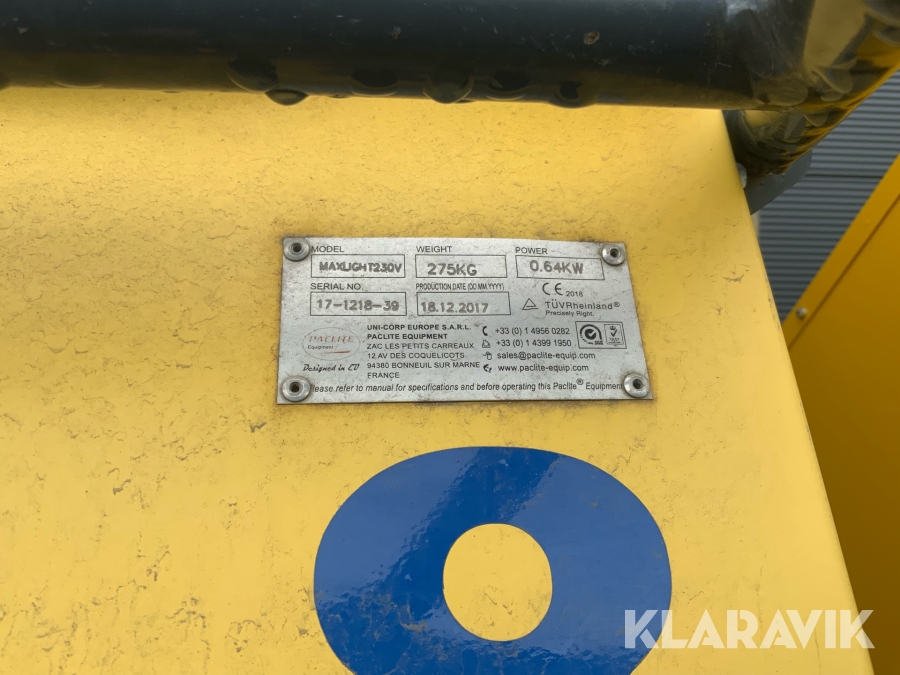 MODEL WEIGHT POWER
MAXLIGHT230V 275KG 0.64KW
SERIAL NO. PRODUCTION DATE (DD.MM.YYYY) CE 2018
17-1218-39 18.12.2017 TÜVRheinland®
Precisely Right.
PACLITE
Equipment
Designed in EU
UNI-CORP EUROPE S.A.R.L.
PACLITE EQUIPMENT
ZAC LES PETITS CARREAUX
12 AV DES COQUELICOTS
94380 BONNEUIL SUR MARNE
FRANCE
+33 (0) 1 4956 0282
+33 (0) 1 4399 1950
sales@paclite-equip.com
www.paclite-equip.com
Please refer to manual for specifications and before operating this Paclite® Equipment
KLARAVIK